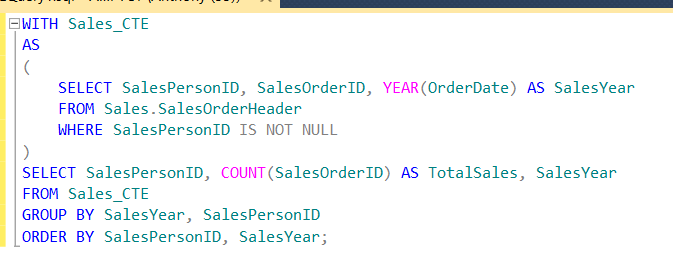 WITH Sales_CTE
AS
(
    SELECT SalesPersonID, SalesOrderID, YEAR(OrderDate) AS SalesYear
    FROM Sales.SalesOrderHeader
    WHERE SalesPersonID IS NOT NULL
)
SELECT SalesPersonID, COUNT(SalesOrderID) AS TotalSales, SalesYear
FROM Sales_CTE
GROUP BY SalesYear, SalesPersonID
ORDER BY SalesPersonID, SalesYear;